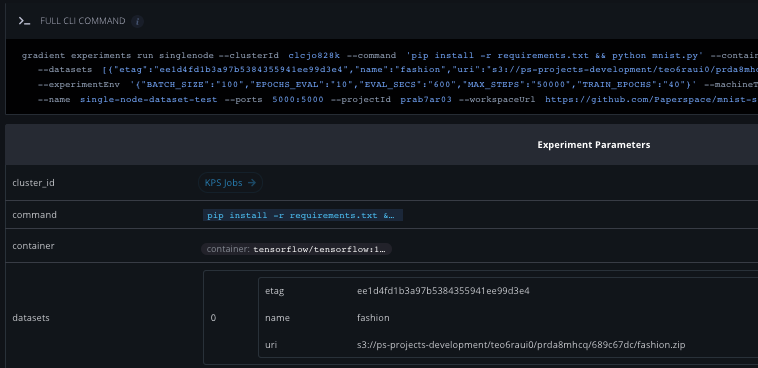 FULL CLI COMMAND i
gradient experiments run singlenode --clusterId clcjo828k --command 'pip install -r requirements.txt && python mnist.py' --contain
--datasets [{"etag":"ee1d4fd1b3a97b5384355941ee99d3e4","name":"fashion","uri":"s3://ps-projects-development/teo6raui0/prda8mhc
--experimentEnv '{"BATCH_SIZE":"100","EPOCHS_EVAL":"10","EVAL_SECS":"600","MAX_STEPS":"50000","TRAIN_EPOCHS":"40"}' --machineT
--name single-node-dataset-test --ports 5000:5000 --projectId prab7ar03 --workspaceUrl https://github.com/Paperspace/mnist-s
Experiment Parameters
cluster_id KPS Jobs →
command pip install -r requirements.txt &…
container container: tensorflow/tensorflow:1…
etag ee1d4fd1b3a97b5384355941ee99d3e4
datasets 0 name fashion
uri s3://ps-projects-development/teo6raui0/prda8mhcq/689c67dc/fashion.zip